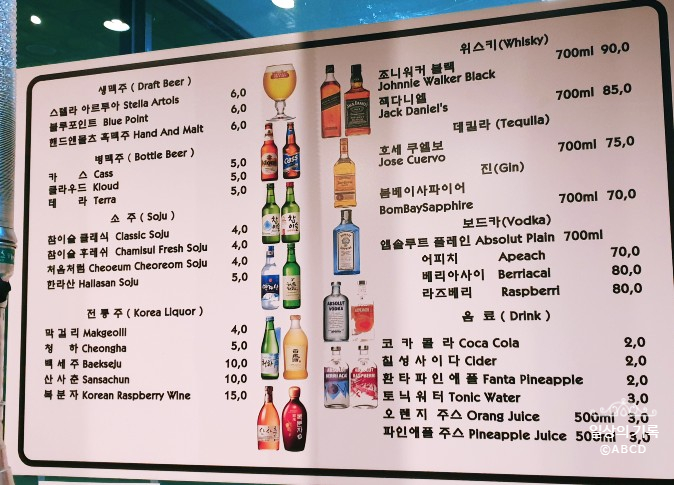 생맥주 ( Draft Beer )
스텔라 아르투아 Stella Artois 6,0
블루포인트 Blue Point 6,0
핸드앤몰츠 흑맥주 Hand And Malt 6,0
병맥주 ( Bottle Beer )
카 스 Cass 5,0
클라우드 Kloud 5,0
테 라 Terra 5,0
소 주 ( Soju )
참이슬 클래식 Classic Soju 4,0
참이슬 후레쉬 Chamisul Fresh Soju 4,0
처음처럼 Cheoeum Cheoreom Soju 4,0
한라산 Hallasan Soju 5,0
전 통 주 ( Korea Liquor )
막 걸 리 Makgeolli 4,0
청 하 Cheongha 5,0
백 세 주 Baekseju 10,0
산 사 춘 Sansachun 10,0
복 분 자 Korean Raspberry Wine 15,0
위스키(Whisky)
죠니워커 블랙 700ml 90,0
Johnnie Walker Black
잭다니엘 700ml 85,0
Jack Daniel's
데킬라 (Tequila)
호세 쿠엘보 700ml 75,0
Jose Cuervo
진(Gin)
봄베이사파이어
BomBaySapphire 700ml 70,0
보드카(Vodka)
앱솔루트 플레인 Absolut Plain 700ml
어피치 Apeach 70,0
베리아사이 Berriacai 80,0
라즈베리 Raspberri 80,0
음 료 ( Drink )
코 카 콜 라 Coca Cola 2,0
칠 성 사 이 다 Cider 2,0
환 타 파 인 애 플 Fanta Pineapple 2,0
토 닉 워 터 Tonic Water 3,0
오 렌 지 주스 Orang Juice 500ml 3,0
파인에플 주스 Pineapple Juice 500ml 3,0
일상의 기록
©ABCD